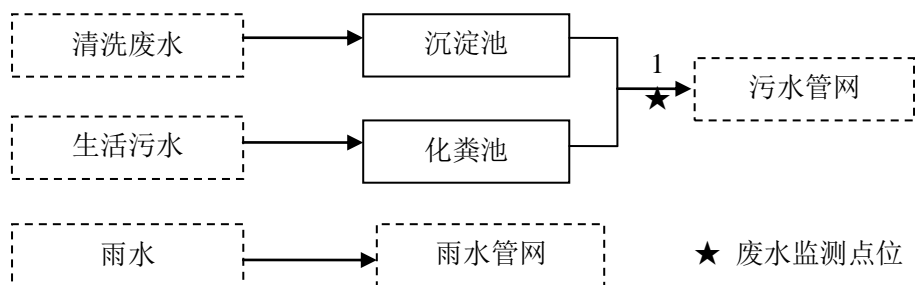 清洗废水
沉淀池
1
污水管网
生活污水
化粪池
雨水
雨水管网
★ 废水监测点位